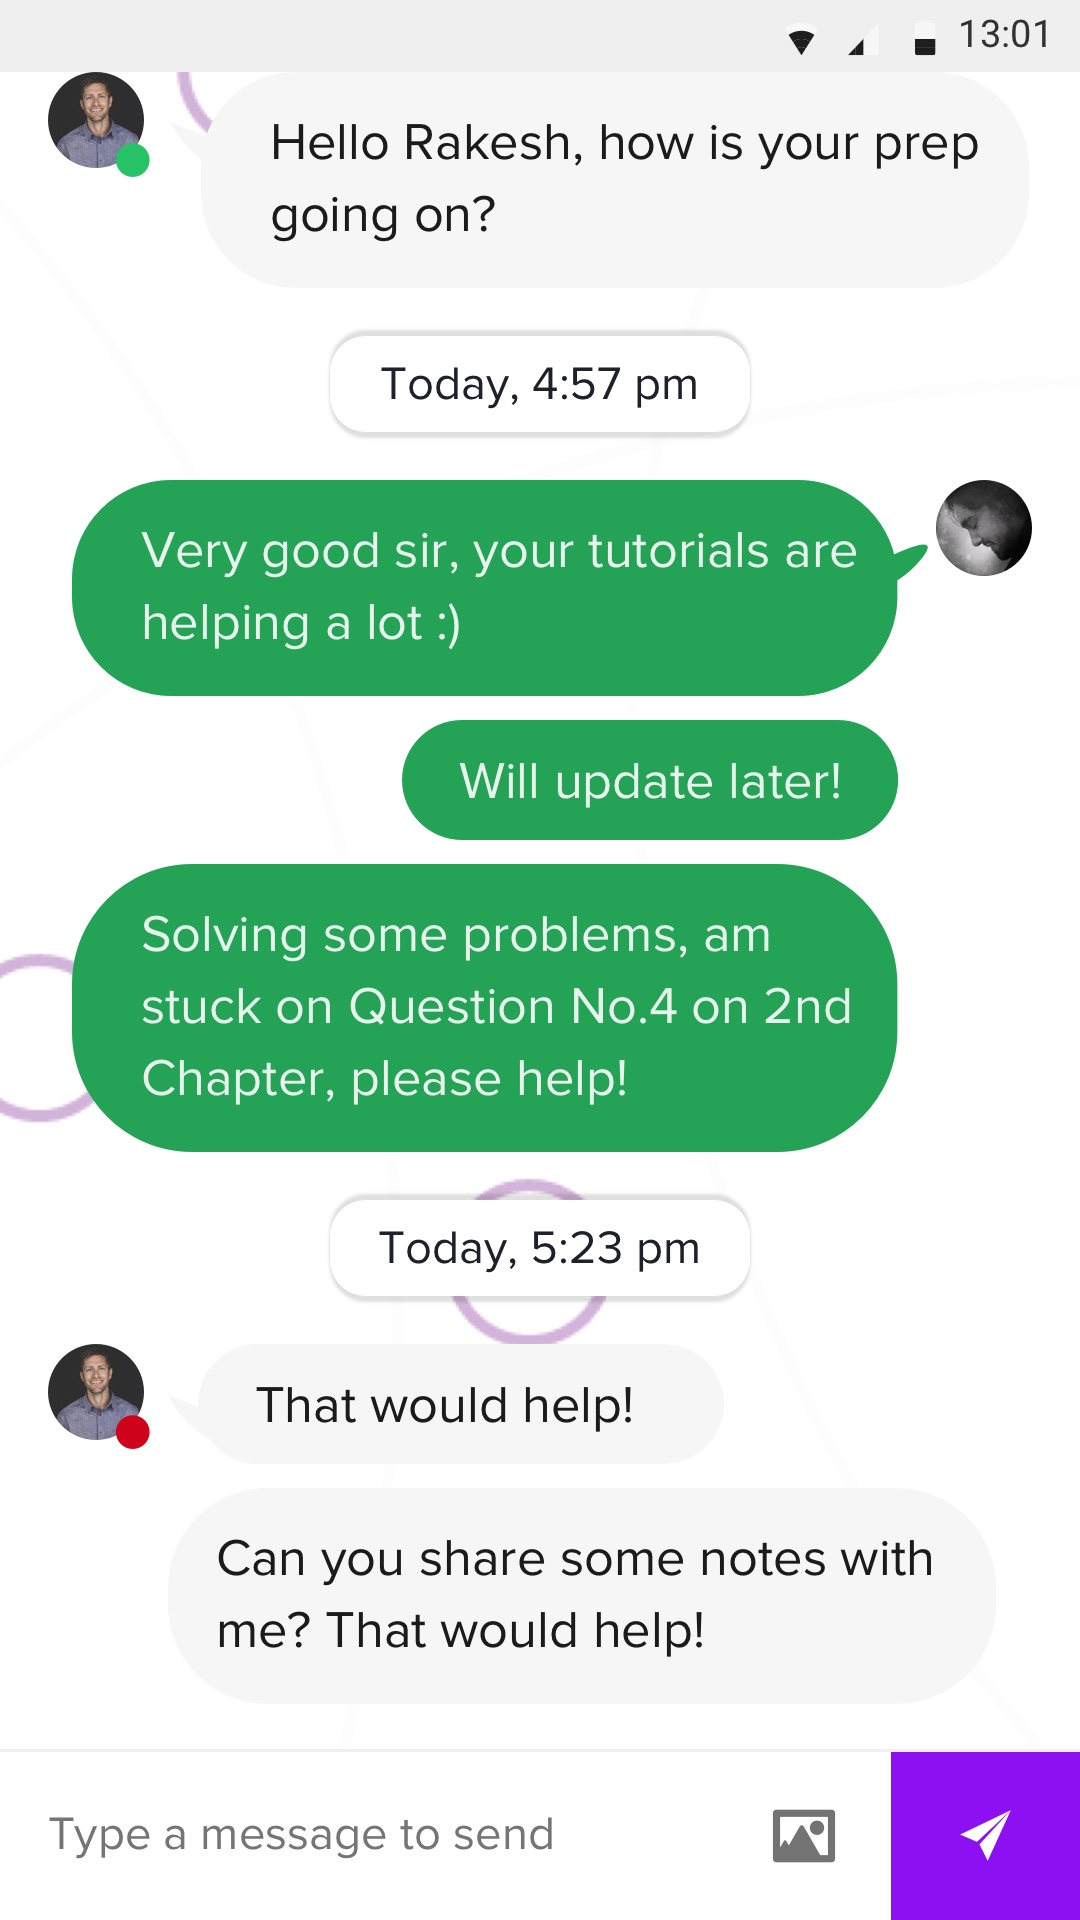 13:01
Hello Rakesh, how is your prep
going on?
Today, 4:57 pm
Very good sir, your tutorials are
helping a lot :)
Will update later!
Solving some problems, am
stuck on Question No.4 on 2nd
Chapter, please help!
Today, 5:23 pm
That would help!
Can you share some notes with
me? That would help!
Type a message to send